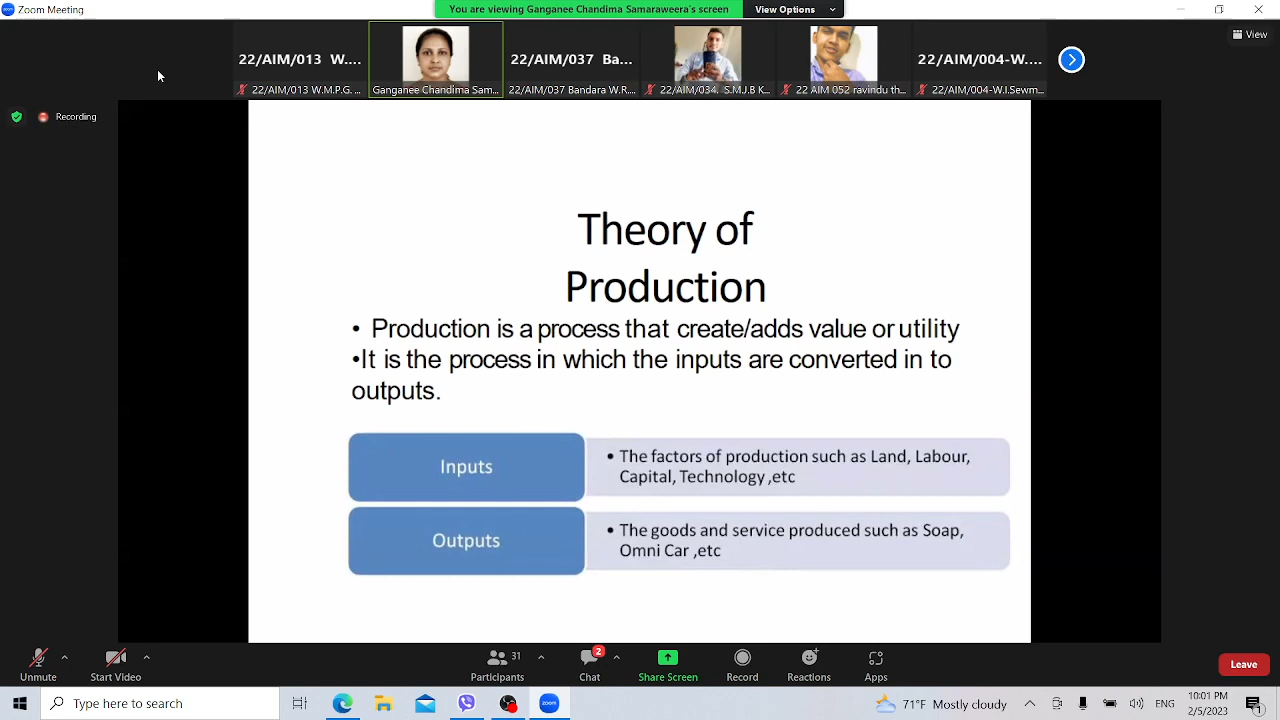 Zoom Meeting
You are viewing Ganganee Chandima Samaraweera's screen
View Options
View
22/AIM/013 W....
22/AIM/037 Ba...
22/AIM/004-W....
22/AIM/013 W.M.P.G. ...
Ganganee Chandima Sam...
22/AIM/037 Bandara W.R...
22/AIM/034. S.M.J.B K...
22 AIM 052 ravindu th...
22/AIM/004-W.I.Sewm...
Recording
Theory of
Production
• Production is a process that create/adds value or utility
•It is the process in which the inputs are converted in to
outputs.
Inputs
• The factors of production such as Land, Labour,
Capital, Technology ,etc
Outputs
• The goods and service produced such as Soap,
Omni Car ,etc
Unmute
Start Video
31
Participants
2
Chat
Share Screen
Record
Reactions
Apps
Leave
Type here to search
zoom
71°F Mostly cloudy
10:01 PM
2/5/2023
1